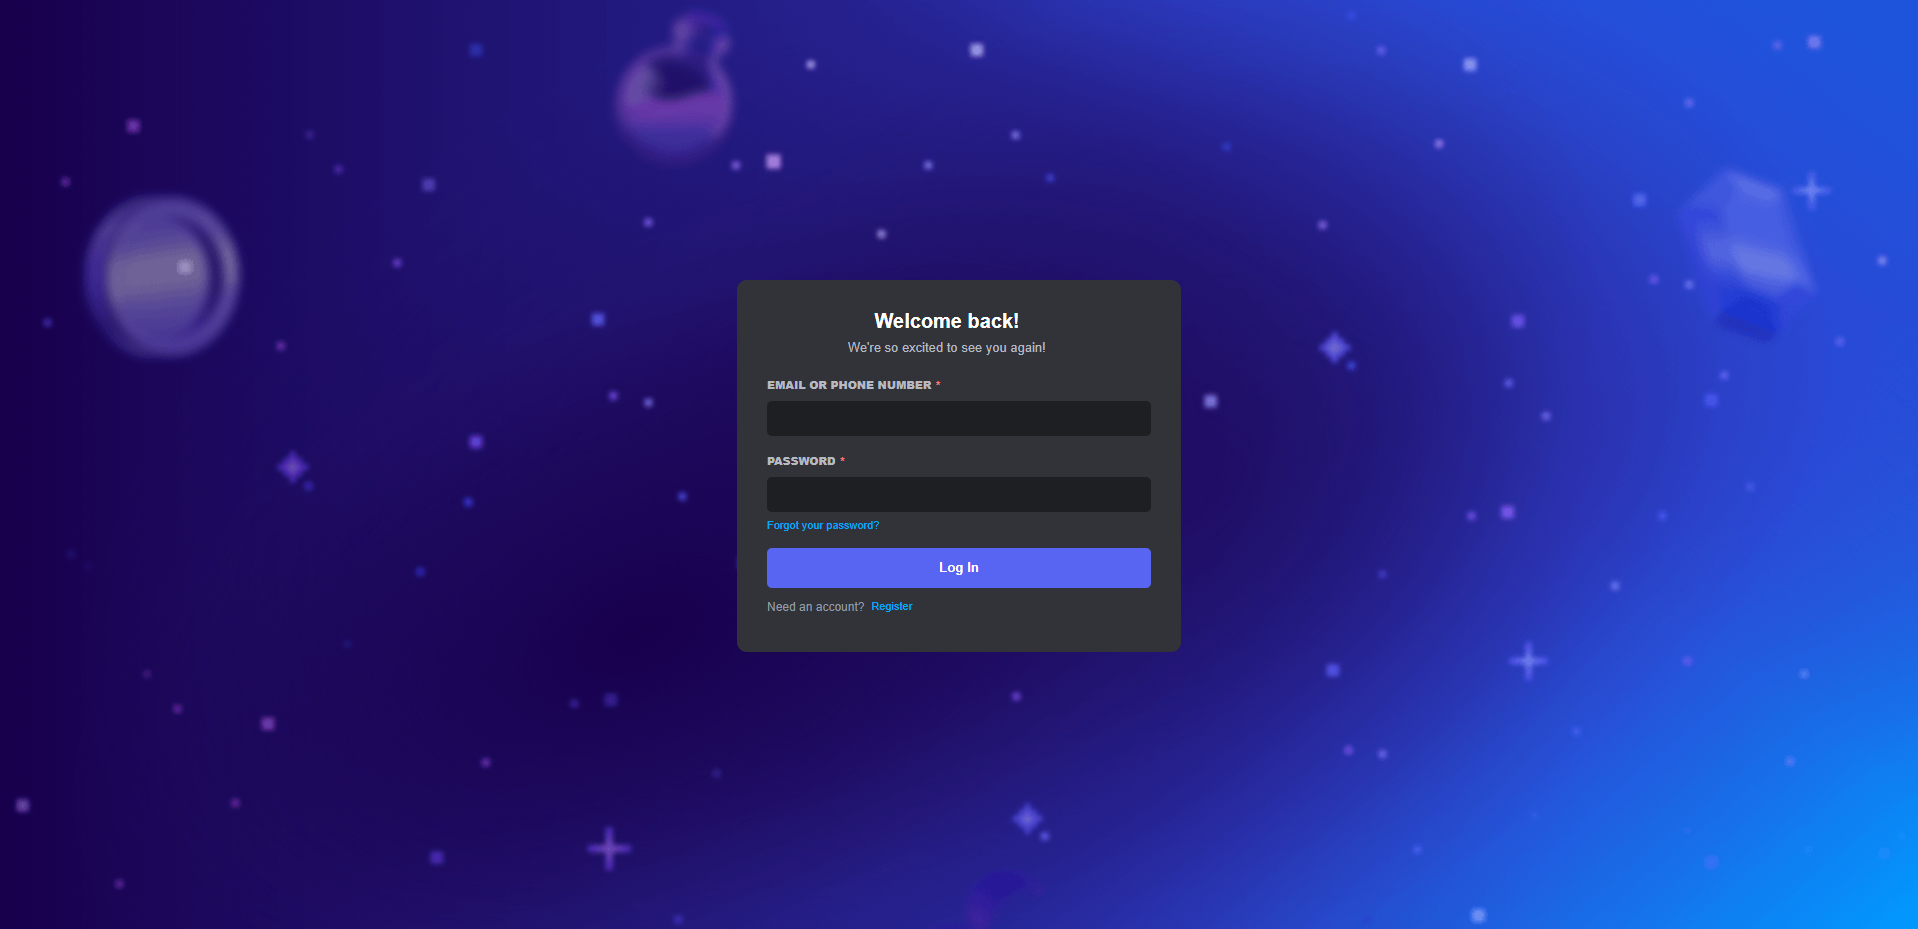 Welcome back!
We're so excited to see you again!
EMAIL OR PHONE NUMBER *
PASSWORD *
Forgot your password?
Log In
Need an account? Register